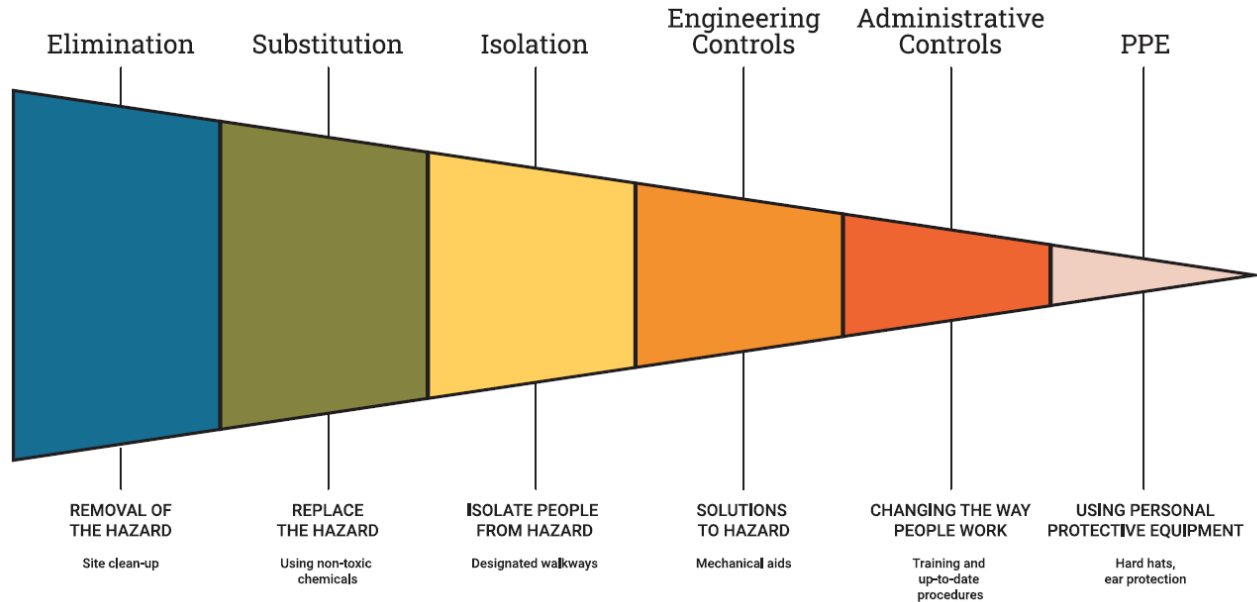 Elimination
Substitution
Isolation
Engineering
Controls
Administrative
Controls
PPE
REMOVAL OF
THE HAZARD
Site clean-up
REPLACE
THE HAZARD
Using non-toxic
chemicals
ISOLATE PEOPLE
FROM HAZARD
Designated walkways
SOLUTIONS
TO HAZARD
Mechanical aids
CHANGING THE WAY
PEOPLE WORK
Training and
up-to-date
procedures
USING PERSONAL
PROTECTIVE EQUIPMENT
Hard hats,
ear protection